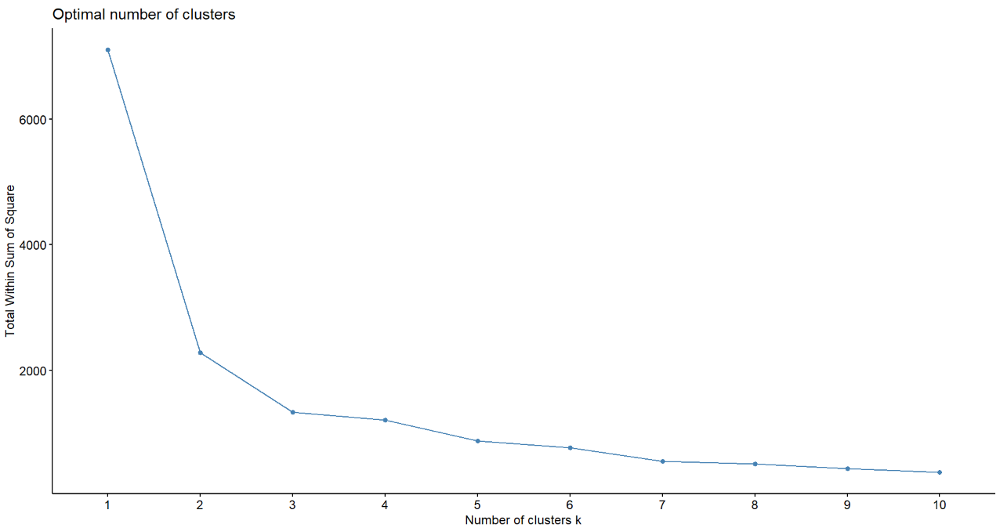 Optimal number of clusters
Total Within Sum of Square
6000
4000
2000
1 2 3 4 5 6 7 8 9 10
Number of clusters k